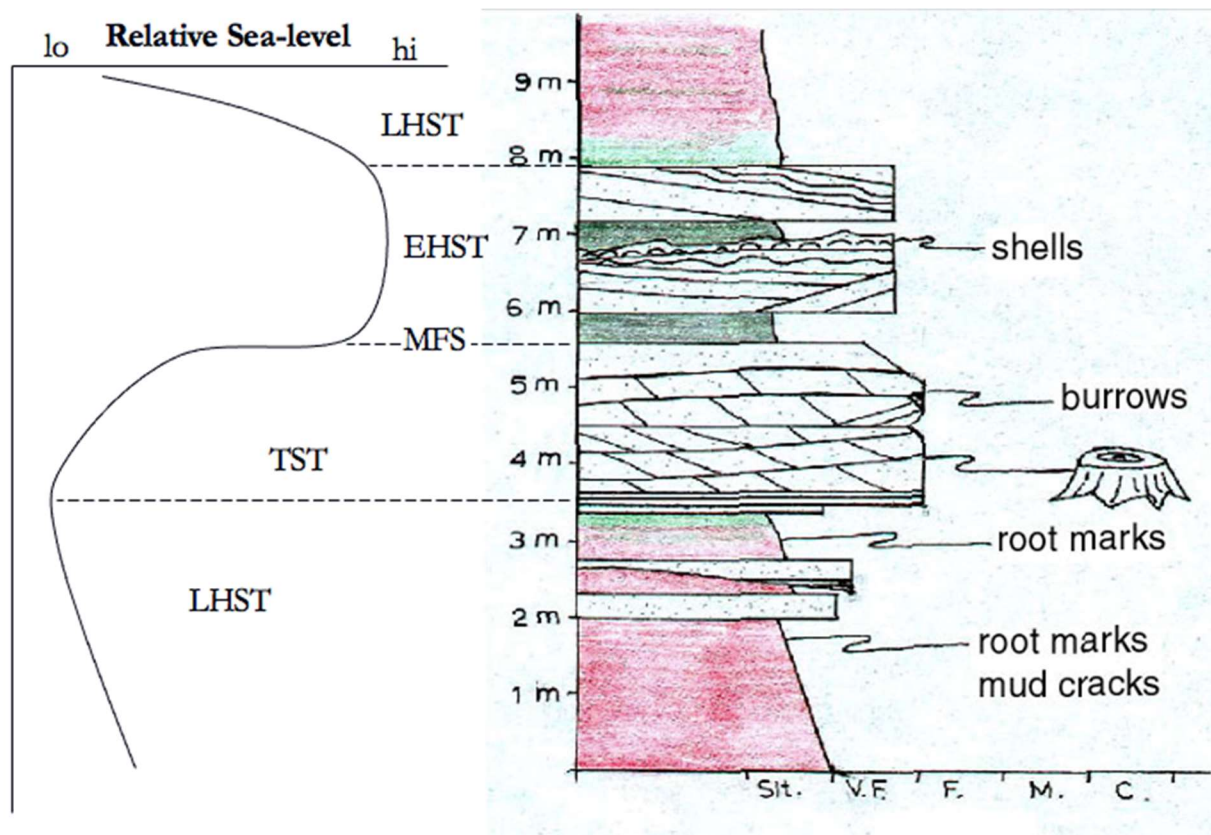 lo Relative Sea-level hi
LHST
EHST
MFS
TST
LHST
9 m
8 m
7 m
6 m
5 m
4 m
3 m
2 m
1 m
shells
burrows
root marks
root marks
mud cracks
Slt. V.F. F. M. C.